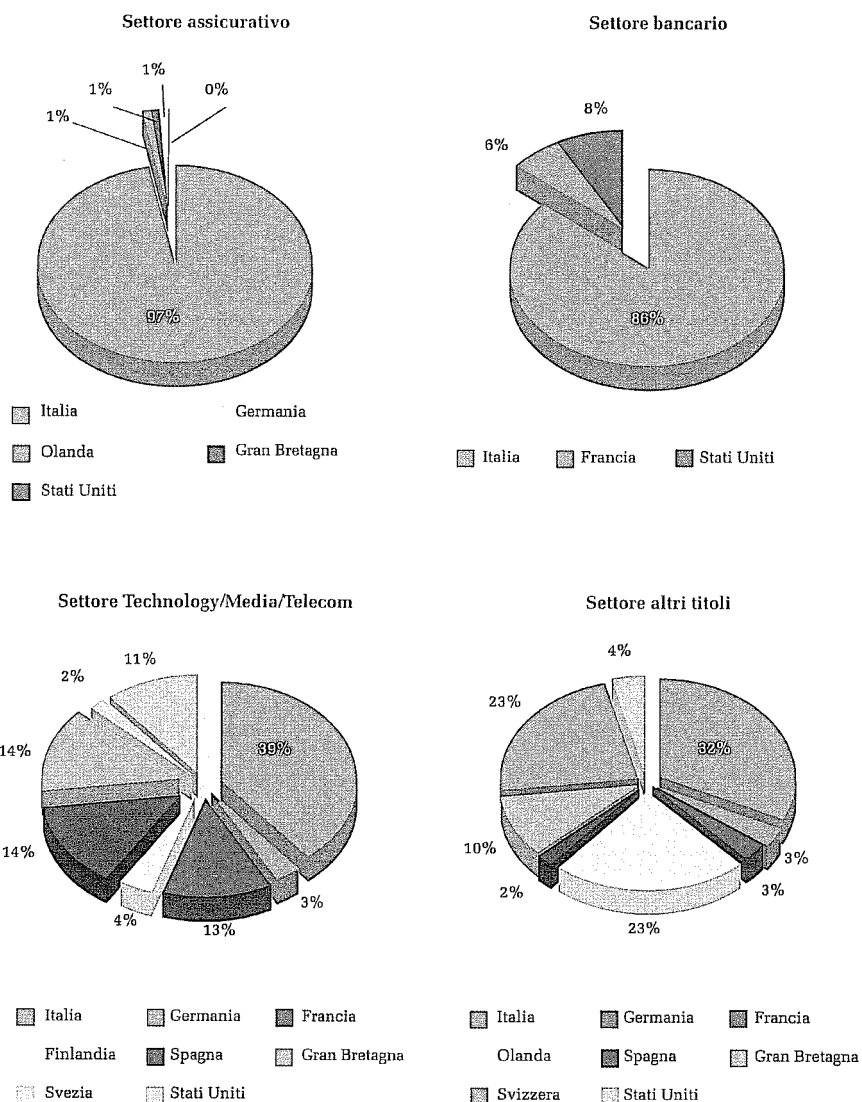 Settore assicurativo
1%
1%
1%
0%
97%
Italia Germania
Olanda Gran Bretagna
Stati Uniti
Settore bancario
8%
6%
86%
Italia Francia Stati Uniti
Settore Technology/Media/Telecom
11%
2%
39%
14%
14%
3%
4%
13%
Italia Germania Francia
Finlandia Spagna Gran Bretagna
Svezia Stati Uniti
Settore altri titoli
4%
23%
32%
10%
3%
2%
3%
23%
Italia Germania Francia
Olanda Spagna Gran Bretagna
Svizzera Stati Uniti